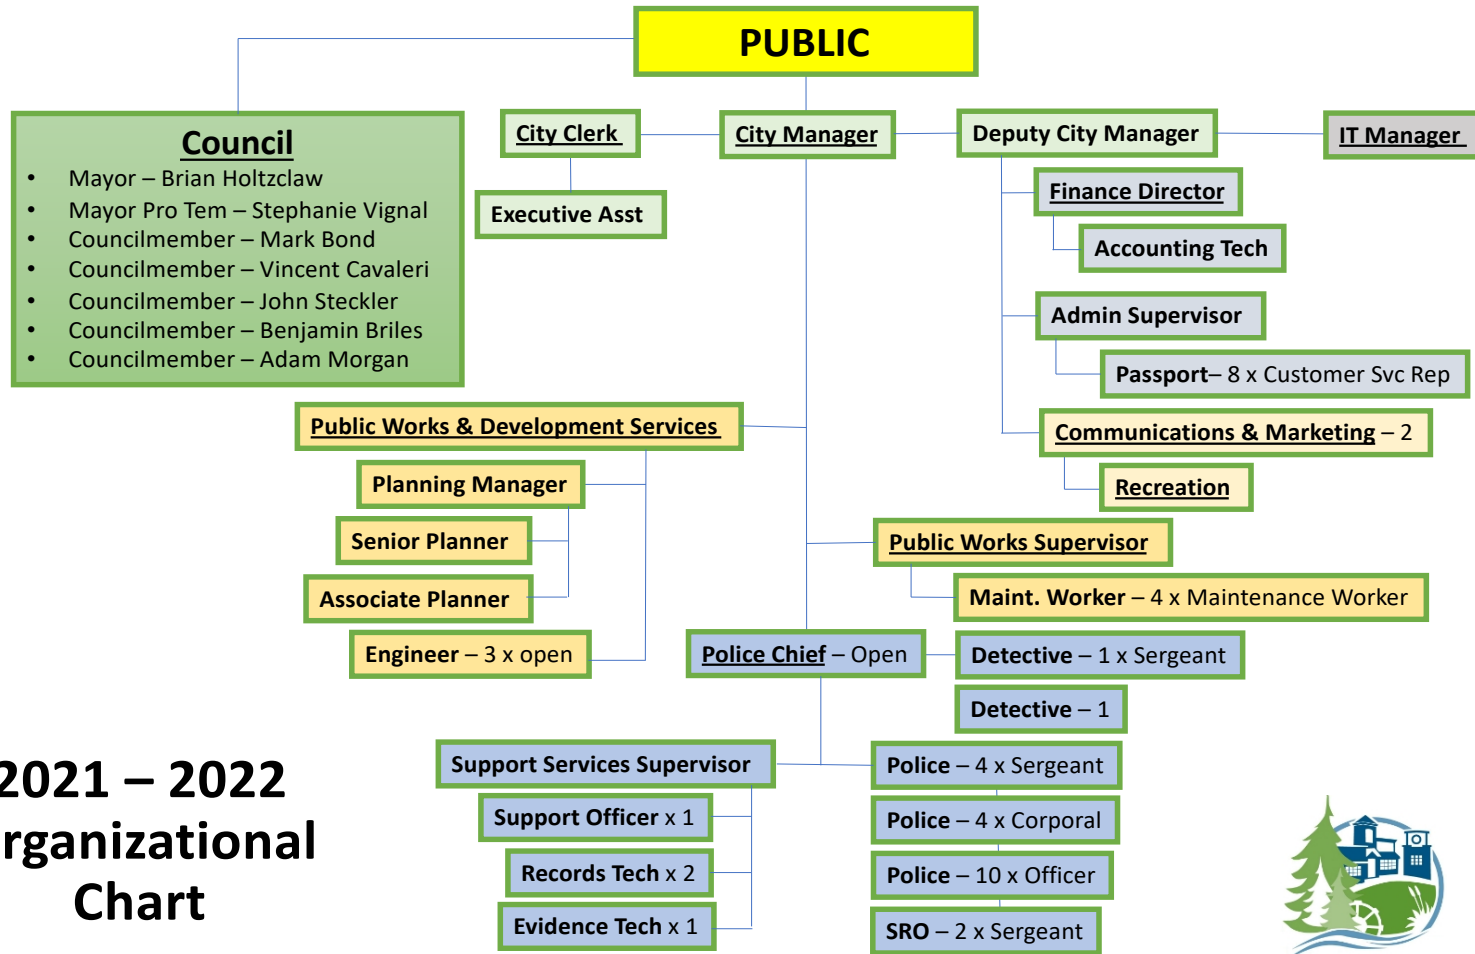 PUBLIC
Council
• Mayor – Brian Holtzclaw
• Mayor Pro Tem – Stephanie Vignal
• Councilmember – Mark Bond
• Councilmember – Vincent Cavaleri
• Councilmember – John Steckler
• Councilmember – Benjamin Briles
• Councilmember – Adam Morgan
City Clerk
City Manager
Deputy City Manager
IT Manager
Executive Asst
Finance Director
Accounting Tech
Admin Supervisor
Passport– 8 x Customer Svc Rep
Communications & Marketing – 2
Recreation
Public Works & Development Services
Planning Manager
Senior Planner
Associate Planner
Engineer – 3 x open
Public Works Supervisor
Maint. Worker – 4 x Maintenance Worker
Police Chief – Open
Detective – 1 x Sergeant
Detective – 1
Support Services Supervisor
Support Officer x 1
Records Tech x 2
Evidence Tech x 1
Police – 4 x Sergeant
Police – 4 x Corporal
Police – 10 x Officer
SRO – 2 x Sergeant
2021 – 2022
rganizational
Chart